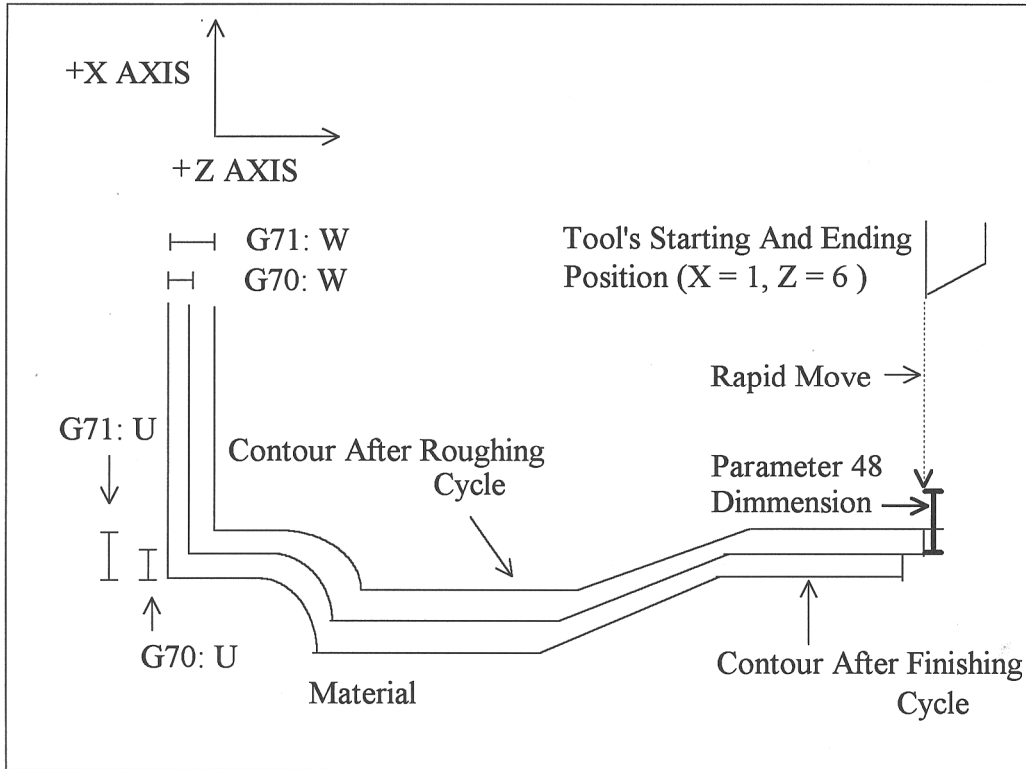 +X AXIS
+Z AXIS
G71: W
G70: W
Tool's Starting And Ending
Position (X = 1, Z = 6 )
Rapid Move
G71: U
Contour After Roughing
Cycle
Parameter 48
Dimmension
G70: U
Material
Contour After Finishing
Cycle